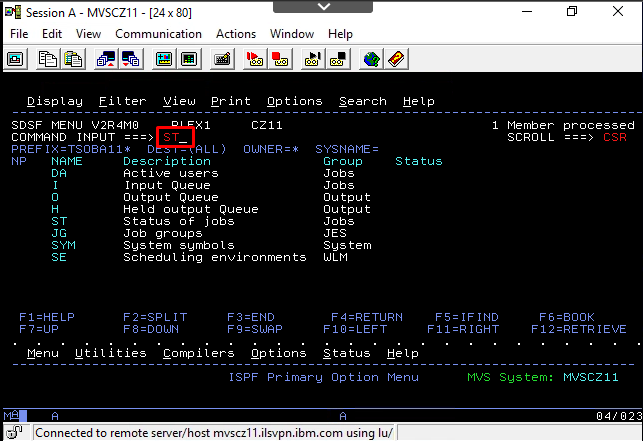 Session A - MVSCZ11 - [24 x 80]
File Edit View Communication Actions Window Help
Display Filter View Print Options Search Help
SDSF MENU V2R4M0 PLEX1 CZ11 1 Member processed
COMMAND INPUT ===> ST_ SCROLL ===> CSR
PREFIX=TSOBA11* DEST=(ALL) OWNER=* SYSNAME=
NP NAME Description Group Status
DA Active users Jobs
I Input Queue Jobs
O Output Queue Output
H Held output Queue Output
ST Status of jobs Jobs
JG Job groups JES
SYM System symbols System
SE Scheduling environments WLM
F1=HELP F2=SPLIT F3=END F4=RETURN F5=IFIND F6=BOOK
F7=UP F8=DOWN F9=SWAP F10=LEFT F11=RIGHT F12=RETRIEVE
Menu Utilities Compilers Options Status Help
ISPF Primary Option Menu MVS System: MVSCZ11
MA A A 04/023
Connected to remote server/host mvscz11.ilsvpn.ibm.com using lu/